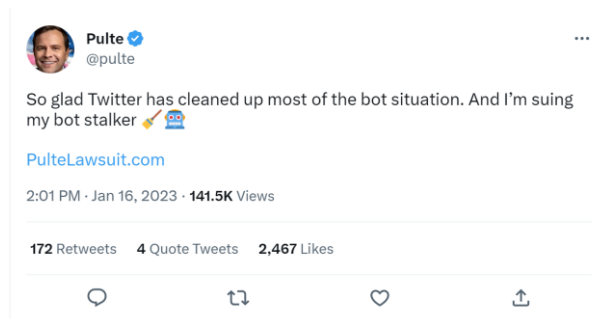 Pulte
@pulte
So glad Twitter has cleaned up most of the bot situation. And I’m suing
my bot stalker 🧹🤖
PulteLawsuit.com
2:01 PM · Jan 16, 2023 · 141.5K Views
172 Retweets 4 Quote Tweets 2,467 Likes